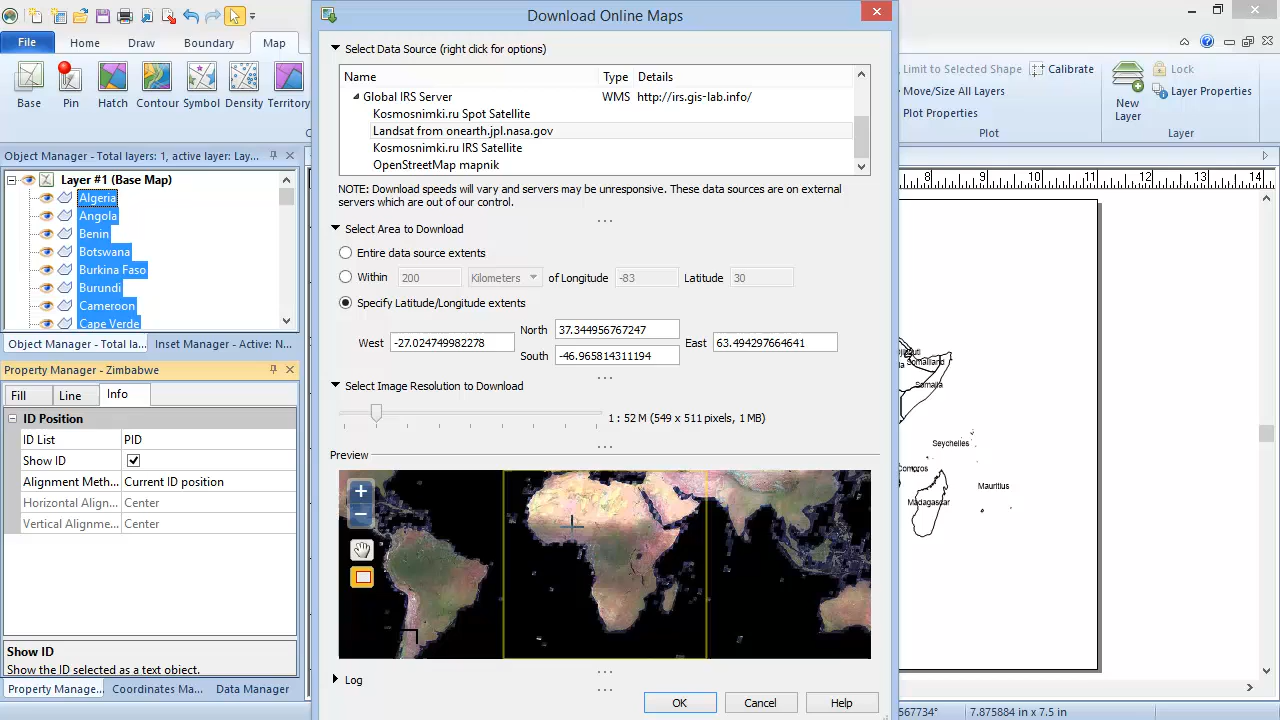 Download Online Maps
File
Home
Draw
Boundary
Map
Base
Pin
Hatch
Contour
Symbol
Density
Territory
Limit to Selected Shape
Calibrate
Move/Size All Layers
Plot Properties
Plot
New
Layer
Lock
Layer Properties
Layer
Object Manager - Total layers: 1, active layer: Lay...
Layer #1 (Base Map)
Algeria
Angola
Benin
Botswana
Burkina Faso
Burundi
Cameroon
Cape Verde
Object Manager - Total la...
Inset Manager - Active: N...
Property Manager - Zimbabwe
Fill
Line
Info
ID Position
ID List PID
Show ID
Alignment Meth... Current ID position
Horizontal Align... Center
Vertical Alignme... Center
Show ID
Show the ID selected as a text object.
Property Manage...
Coordinates Ma...
Data Manager
Select Data Source (right click for options)
Name Type Details
Global IRS Server WMS http://irs.gis-lab.info/
Kosmosnimki.ru Spot Satellite
Landsat from onearth.jpl.nasa.gov
Kosmosnimki.ru IRS Satellite
OpenStreetMap mapnik
NOTE: Download speeds will vary and servers may be unresponsive. These data sources are on external
servers which are out of our control.
Select Area to Download
Entire data source extents
Within 200 Kilometers of Longitude -83 Latitude 30
Specify Latitude/Longitude extents
North 37.344956767247
West -27.024749982278 East 63.494297664641
South -46.965814311194
Select Image Resolution to Download
1 : 52 M (549 x 511 pixels, 1 MB)
Preview
Log
OK
Cancel
Help
8 9 10 11 12 13 14
Somaliland
Somalia
Seychelles
Comoros
Mauritius
Madagascar
567734°
7.875884 in x 7.5 in